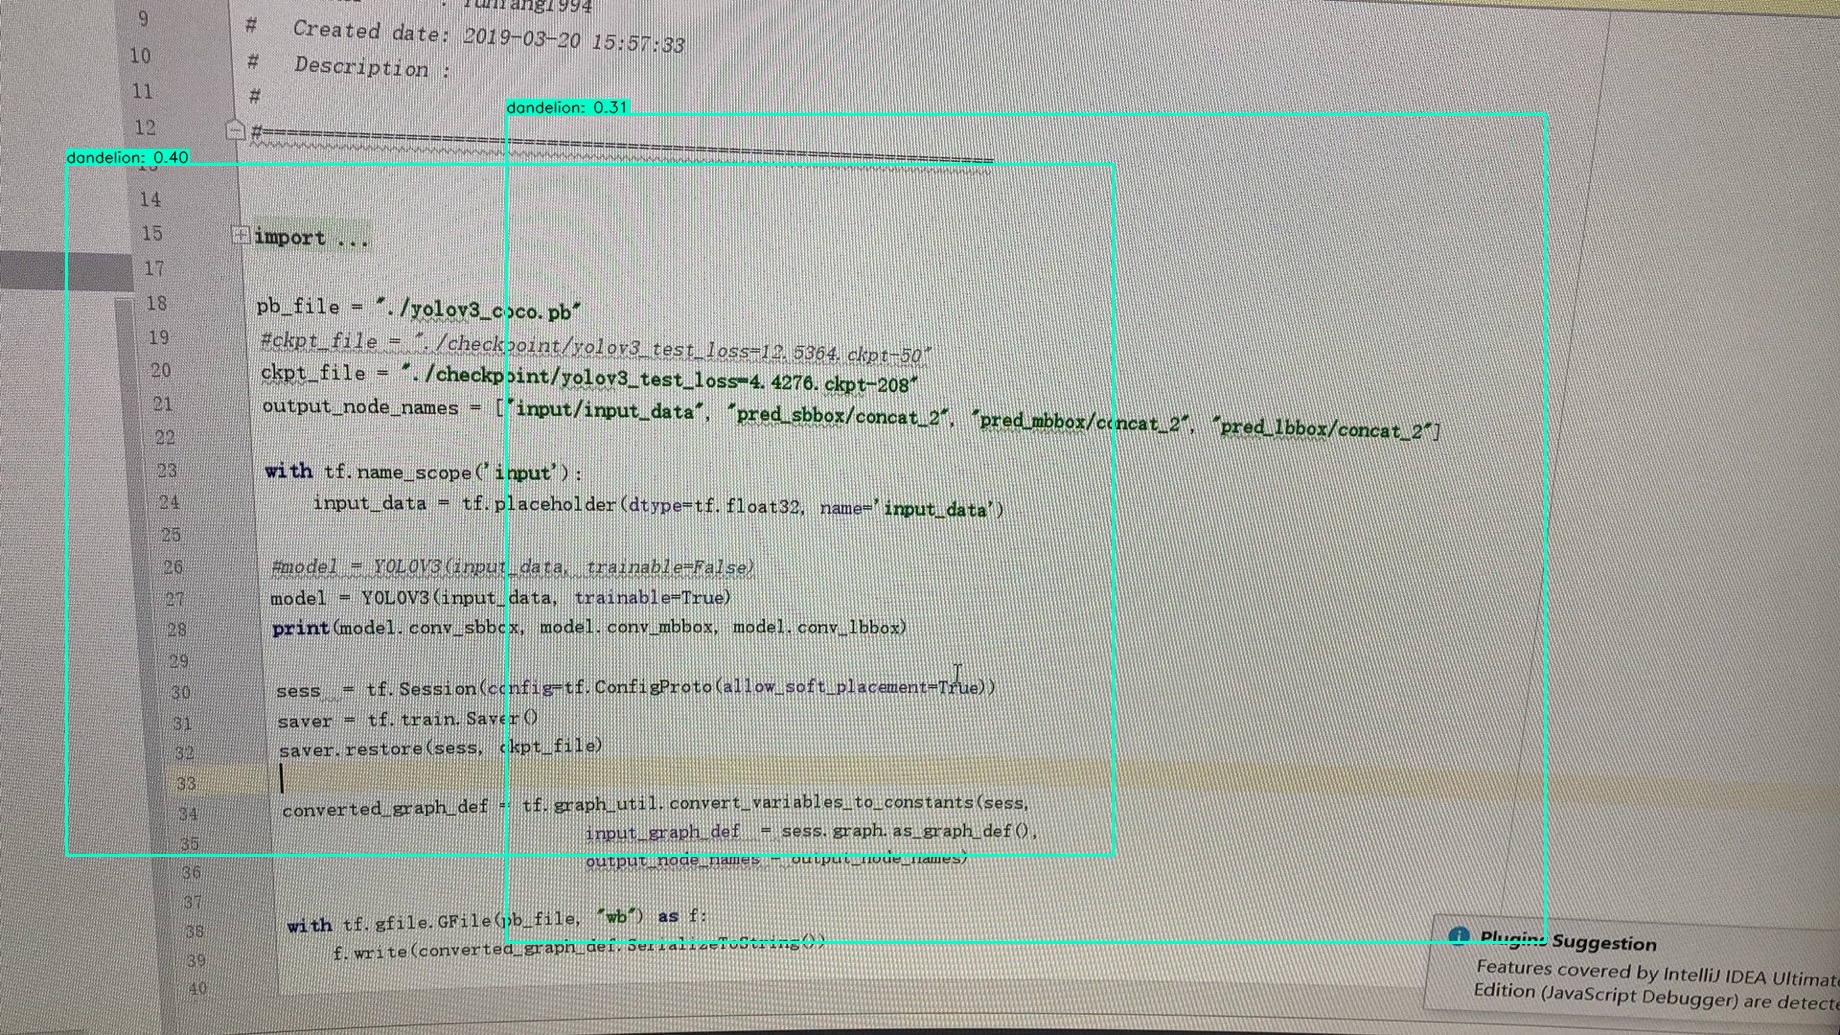 9
# Created date: 2019-03-20 15:57:33
10 # Description :
11 #
12 #==============================================================
dandelion: 0.31
dandelion: 0.40
14
15 import ...
17
18 pb_file = "./yolov3_coco.pb"
19 #ckpt_file = "./checkpoint/yolov3_test_loss=12.5364.ckpt-50"
20 ckpt_file = "./checkpoint/yolov3_test_loss=4.4276.ckpt-208"
21 output_node_names = ["input/input_data", "pred_sbbox/concat_2", "pred_mbbox/concat_2", "pred_lbbox/concat_2"]
22
23 with tf.name_scope('input'):
24 input_data = tf.placeholder(dtype=tf.float32, name='input_data')
25
26 #model = YOLOV3(input_data, trainable=False)
27 model = YOLOV3(input_data, trainable=True)
28 print(model.conv_sbbox, model.conv_mbbox, model.conv_lbbox)
29
30 sess = tf.Session(config=tf.ConfigProto(allow_soft_placement=True))
31 saver = tf.train.Saver()
32 saver.restore(sess, ckpt_file)
33
34 converted_graph_def = tf.graph_util.convert_variables_to_constants(sess,
35 input_graph_def = sess.graph.as_graph_def(),
36 output_node_names = output_node_names)
37
38 with tf.gfile.GFile(pb_file, "wb") as f:
39 f.write(converted_graph_def.SerializeToString())
40
Plugins Suggestion
Features covered by IntelliJ IDEA Ultimat
Edition (JavaScript Debugger) are detecte